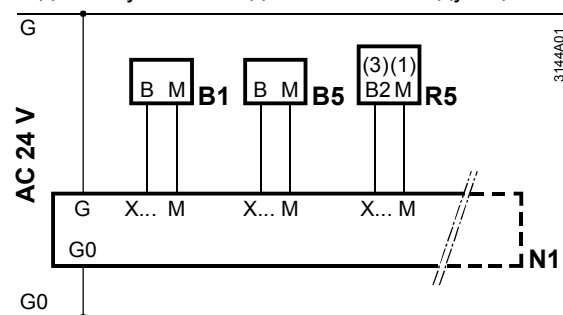 G
3144A01
(3)(1)
B M B1 B M B5 B2 M R5
AC 24 V
G X... M X... M X... M
G0
N1
G0